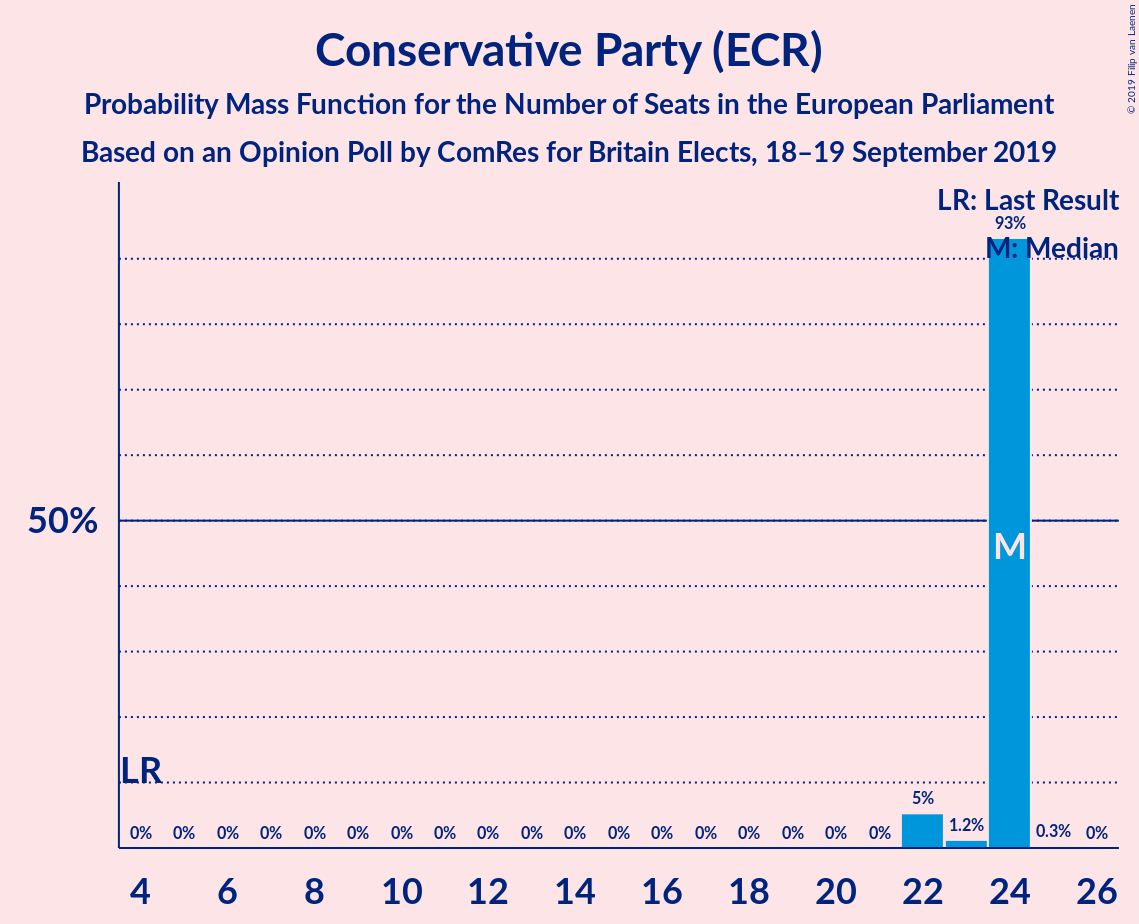 Conservative Party (ECR)
Probability Mass Function for the Number of Seats in the European Parliament
Based on an Opinion Poll by ComRes for Britain Elects, 18–19 September 2019
© 2019 Filip van Laenen
LR: Last Result
93%
M: Median
50%
M
LR
5%
0% 0% 0% 0% 0% 0% 0% 0% 0% 0% 0% 0% 0% 0% 0% 0% 0% 0% 1.2% 0.3% 0%
4 6 8 10 12 14 16 18 20 22 24 26